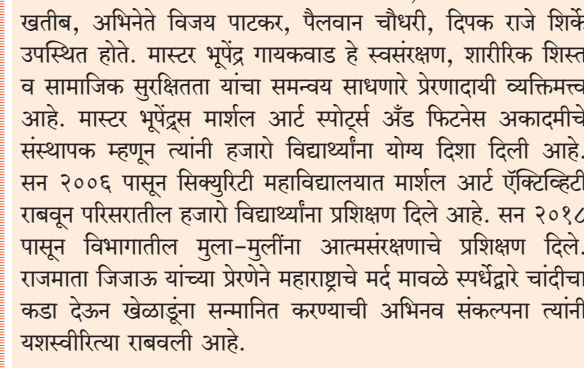 खतीब, अभिनेते विजय पाटकर, पैलवान चौधरी, दिपक राजे शिर्के
उपस्थित होते. मास्टर भूपेंद्र गायकवाड हे स्वसंरक्षण, शारीरिक शिस्त
व सामाजिक सुरक्षितता यांचा समन्वय साधणारे प्रेरणादायी व्यक्तिमत्त्व
आहे. मास्टर भूपेंद्र्स मार्शल आर्ट स्पोर्ट्स अँड फिटनेस अकादमीचे
संस्थापक म्हणून त्यांनी हजारो विद्यार्थ्यांना योग्य दिशा दिली आहे.
सन २००६ पासून सिक्युरिटी महाविद्यालयात मार्शल आर्ट ऍक्टिव्हिटी
राबवून परिसरातील हजारो विद्यार्थ्यांना प्रशिक्षण दिले आहे. सन २०१८
पासून विभागातील मुला-मुलींना आत्मसंरक्षणाचे प्रशिक्षण दिले.
राजमाता जिजाऊ यांच्या प्रेरणेने महाराष्ट्राचे मर्द मावळे स्पर्धेद्वारे चांदीचा
कडा देऊन खेळाडूंना सन्मानित करण्याची अभिनव संकल्पना त्यांनी
यशस्वीरित्या राबवली आहे.